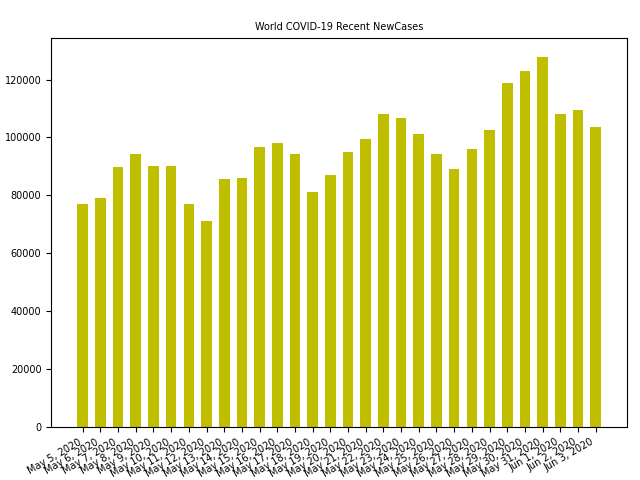 World COVID-19 Recent NewCases
120000
100000
80000
60000
40000
20000
0
May 5, 2020
May 6, 2020
May 7, 2020
May 8, 2020
May 9, 2020
May 10, 2020
May 11, 2020
May 12, 2020
May 13, 2020
May 14, 2020
May 15, 2020
May 16, 2020
May 17, 2020
May 18, 2020
May 19, 2020
May 20, 2020
May 21, 2020
May 22, 2020
May 23, 2020
May 24, 2020
May 25, 2020
May 26, 2020
May 27, 2020
May 28, 2020
May 29, 2020
May 30, 2020
May 31, 2020
Jun 1, 2020
Jun 2, 2020
Jun 3, 2020